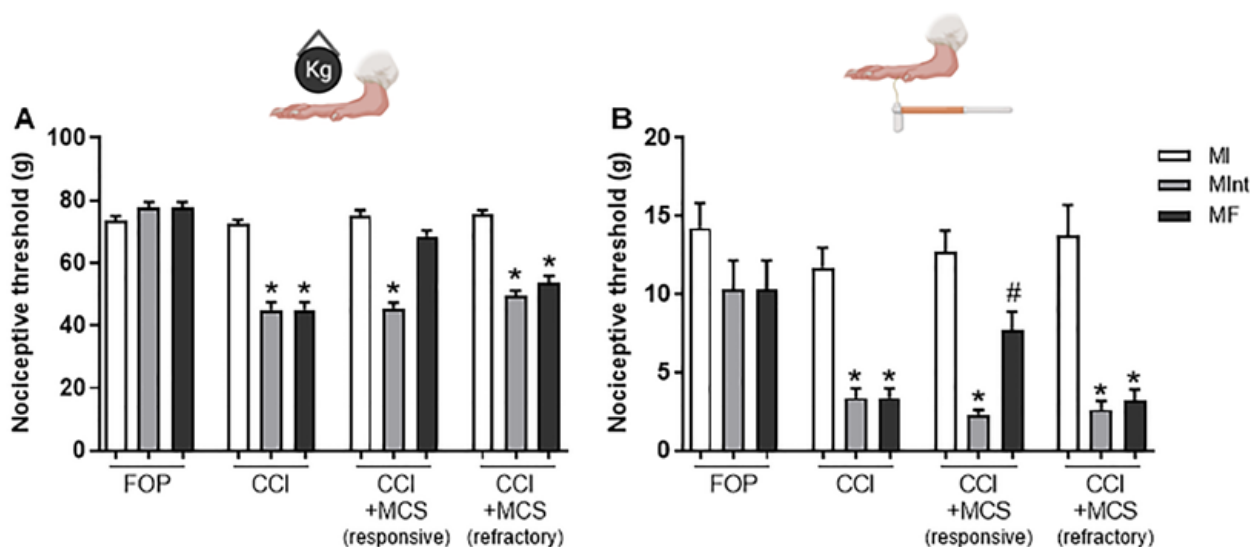 Kg
A
Nociceptive threshold (g)
100
80
60
40
20
0
* *
*
* *
FOP
CCI
CCI
+MCS
(responsive)
CCI
+MCS
(refractory)
B
Nociceptive threshold (g)
20
15
10
5
0
* *
*
#
* *
FOP
CCI
CCI
+MCS
(responsive)
CCI
+MCS
(refractory)
MI
MInt
MF